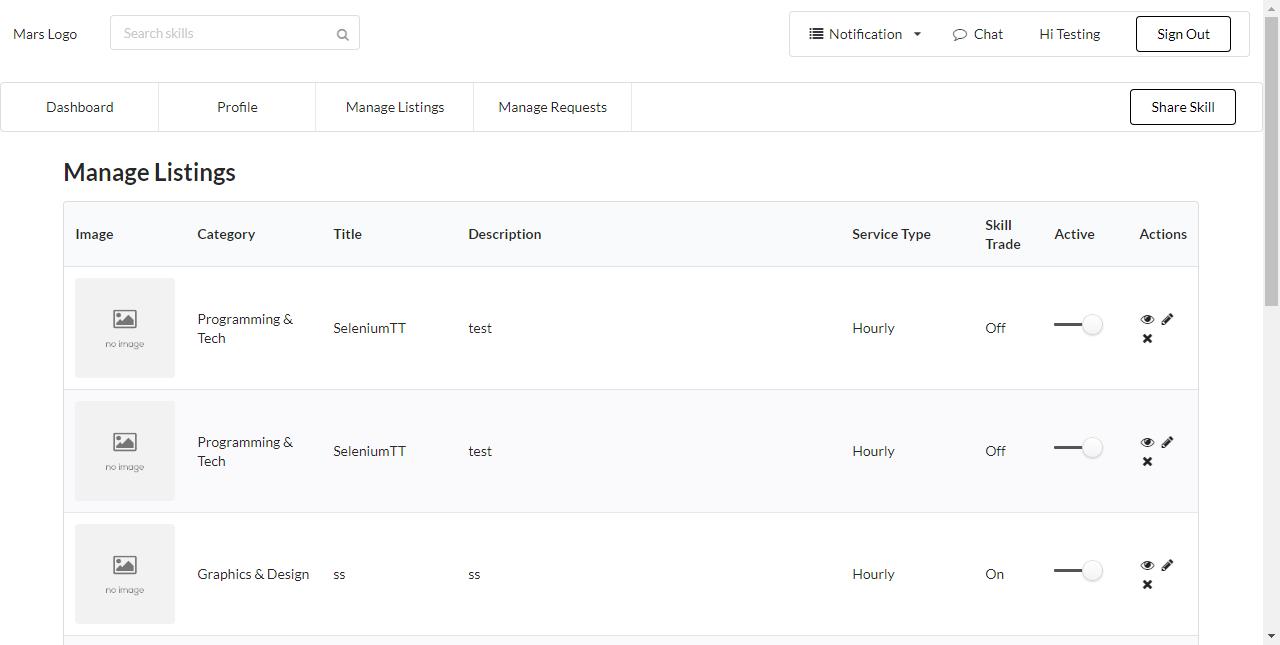 Mars Logo
Search skills
Notification
Chat
Hi Testing
Sign Out
Dashboard
Profile
Manage Listings
Manage Requests
Share Skill
Manage Listings
Image Category Title Description Service Type Skill Trade Active Actions
no image
Programming & Tech
SeleniumTT
test
Hourly
Off
no image
Programming & Tech
SeleniumTT
test
Hourly
Off
no image
Graphics & Design
ss
ss
Hourly
On